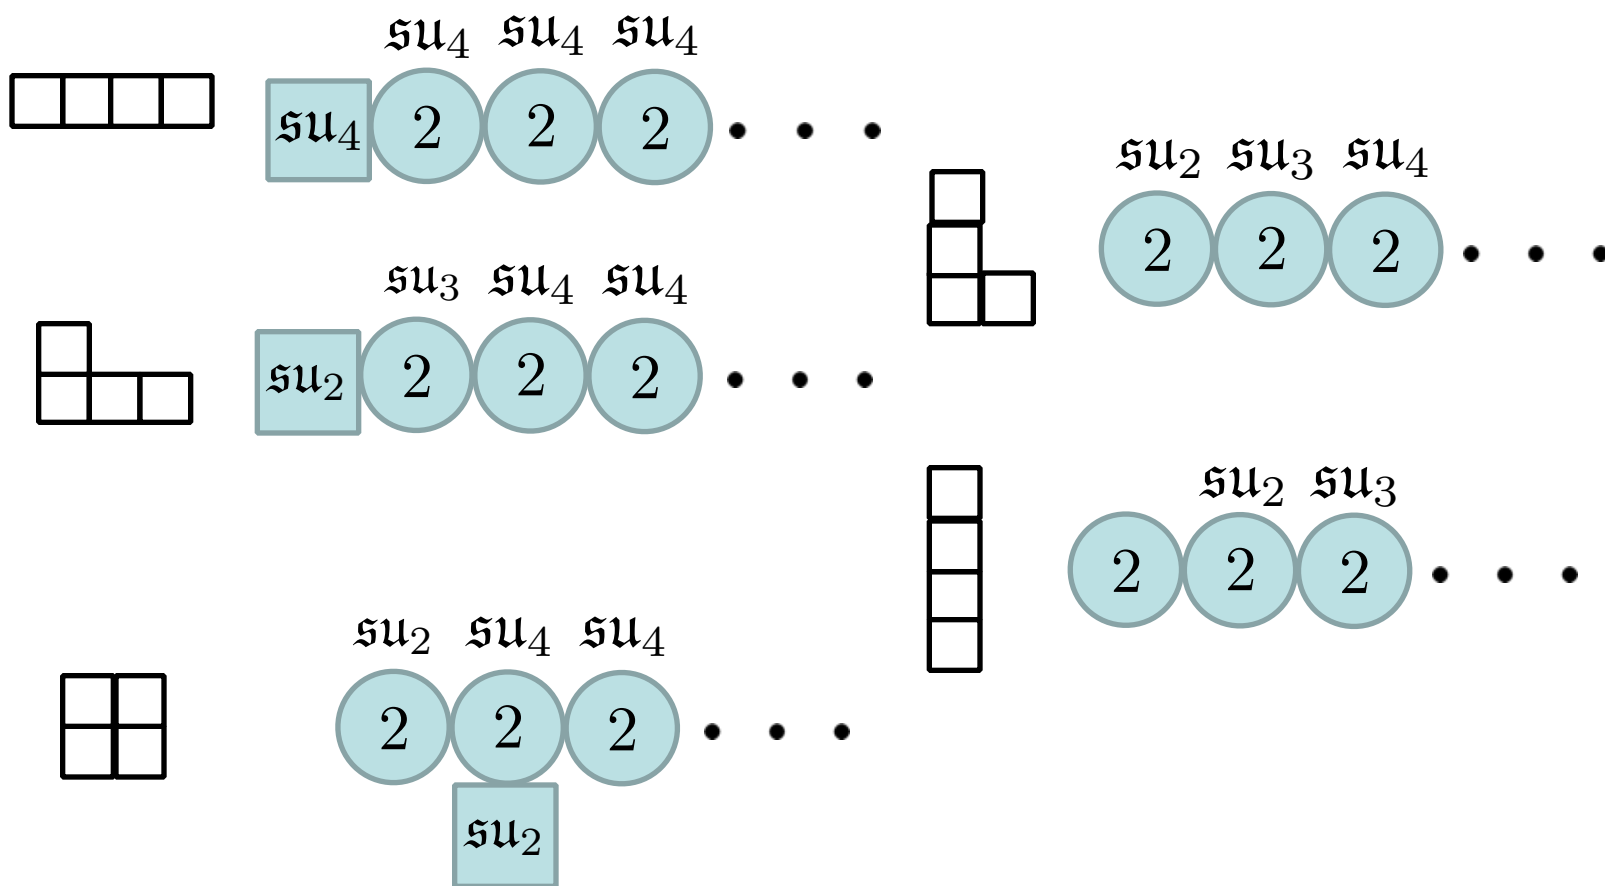 𝔰𝔲₄ 𝔰𝔲₄ 𝔰𝔲₄
𝔰𝔲₄ 2 2 2 • • •
𝔰𝔲₃ 𝔰𝔲₄ 𝔰𝔲₄
𝔰𝔲₂ 2 2 2 • • •
𝔰𝔲₂ 𝔰𝔲₄ 𝔰𝔲₄
2 2 2 • • •
𝔰𝔲₂
𝔰𝔲₂ 𝔰𝔲₃ 𝔰𝔲₄
2 2 2 • • •
𝔰𝔲₂ 𝔰𝔲₃
2 2 2 • • •